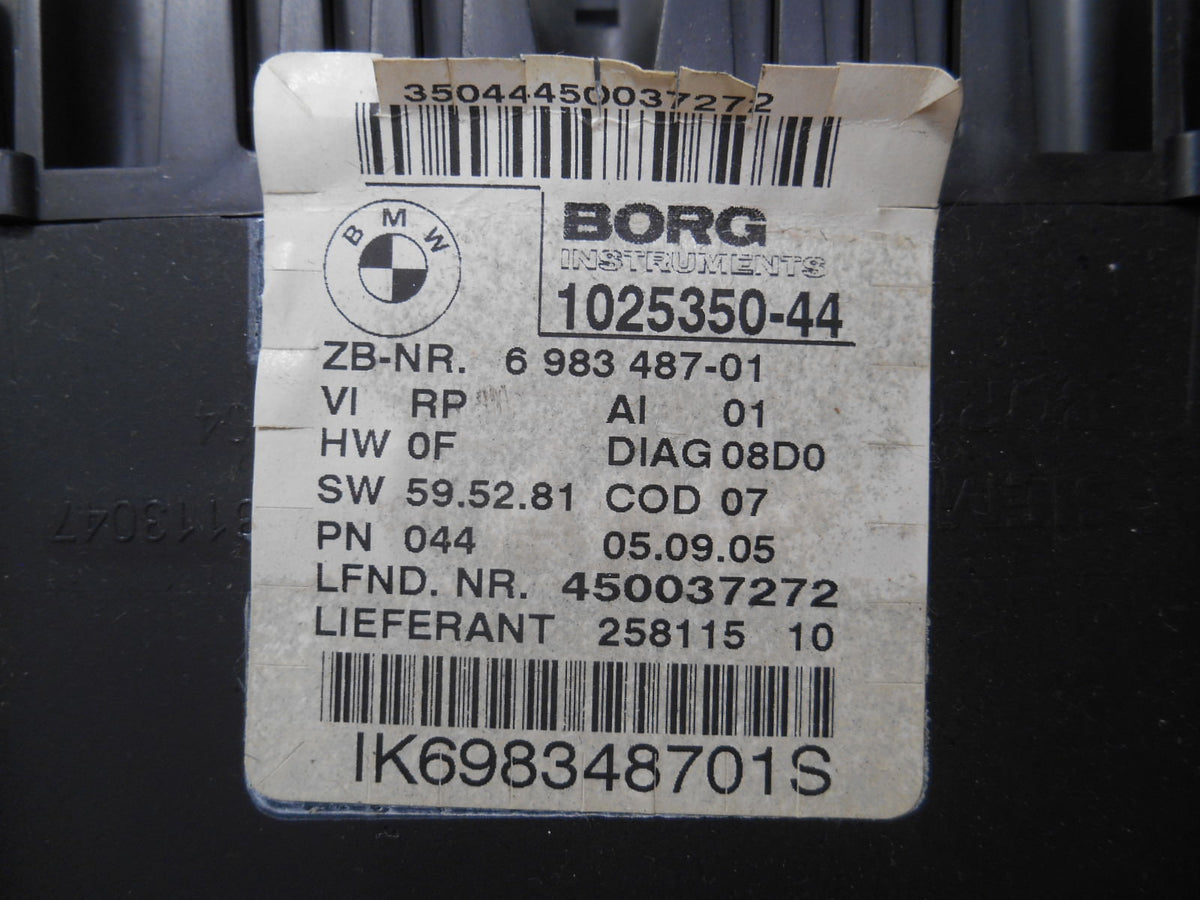 35044450037272
BMW
BORG
INSTRUMENTS
1025350-44
ZB-NR. 6 983 487-01
VI RP AI 01
HW 0F DIAG 08D0
SW 59.52.81 COD 07
PN 044 05.09.05
LFND. NR. 450037272
LIEFERANT 258115 10
IK698348701S